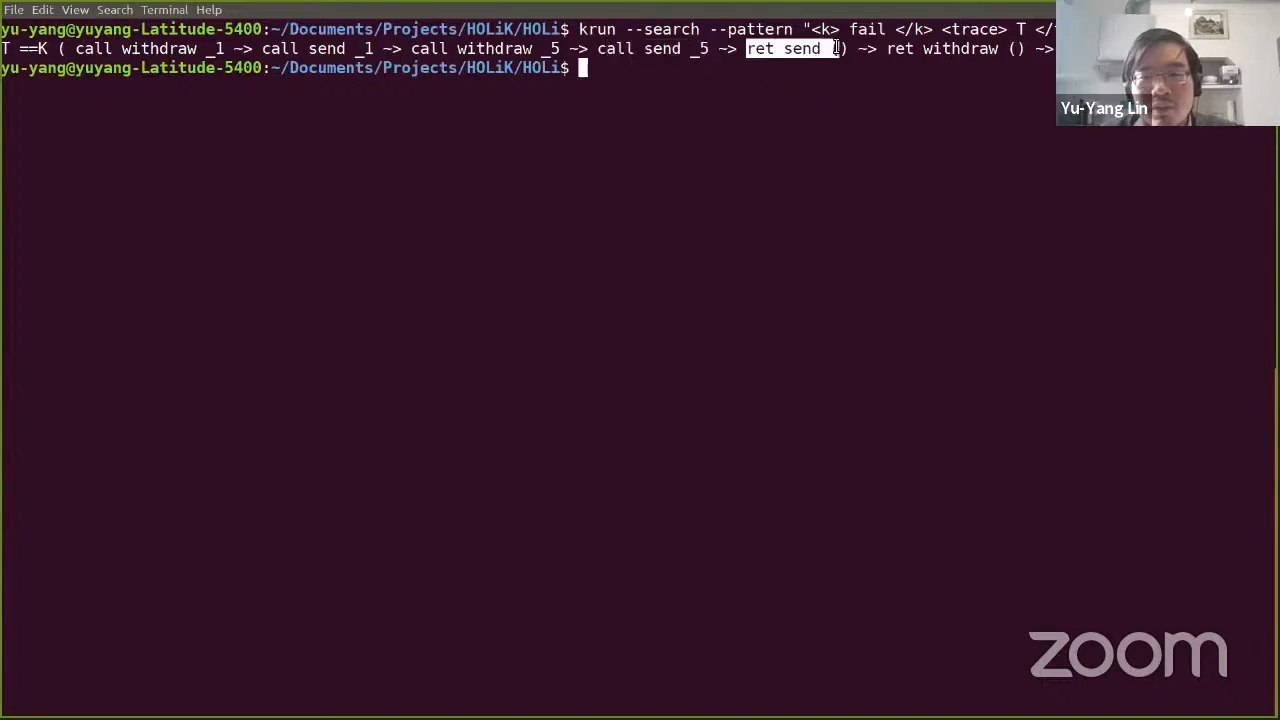 File Edit View Search Terminal Help
yu-yang@yuyang-Latitude-5400:~/Documents/Projects/HOLiK/HOLi$ krun --search --pattern "<k> fail </k> <trace> T </
T ==K ( call withdraw _1 ~> call send _1 ~> call withdraw _5 ~> call send _5 ~> ret send () ~> ret withdraw () ~>
yu-yang@yuyang-Latitude-5400:~/Documents/Projects/HOLiK/HOLi$
Yu-Yang Lin
zoom